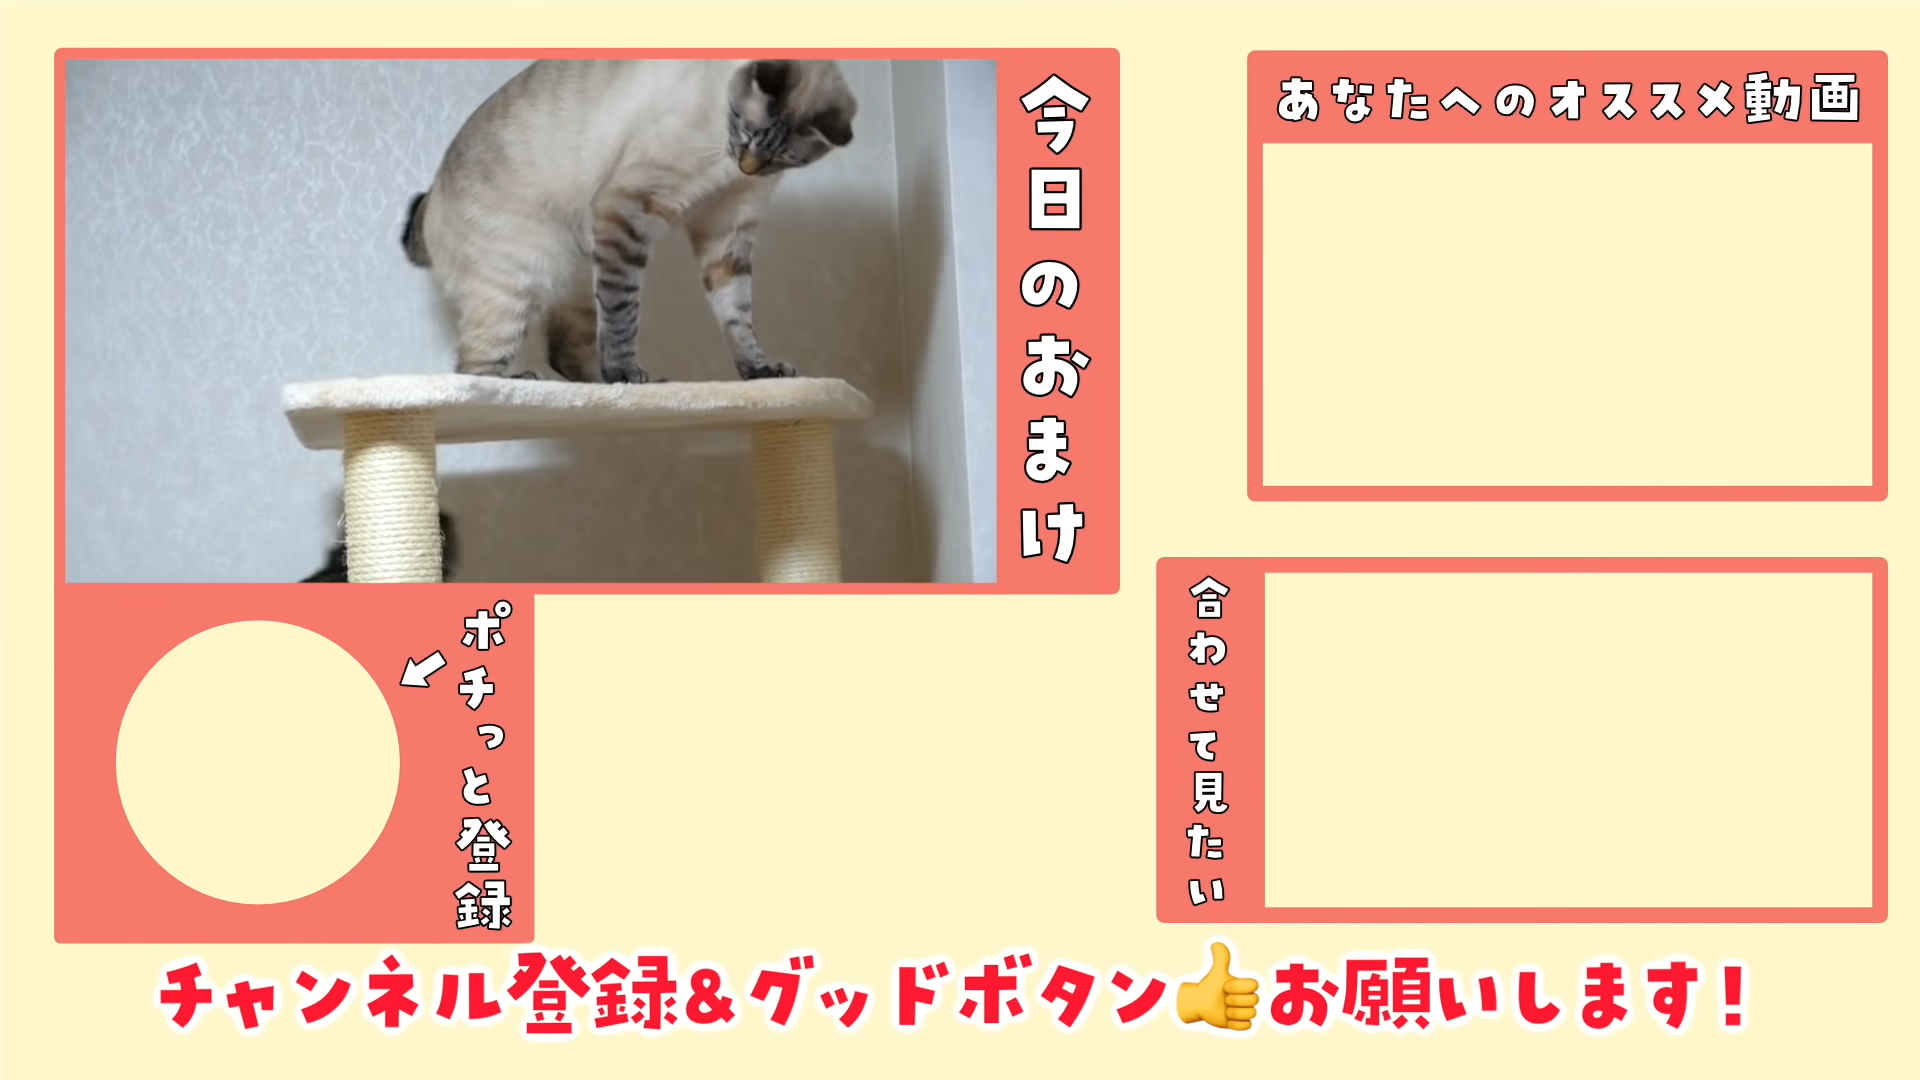 今日のおまけ
あなたへのオススメ動画
ポチっと登録
合わせて見たい
チャンネル登録&グッドボタン👍お願いします!